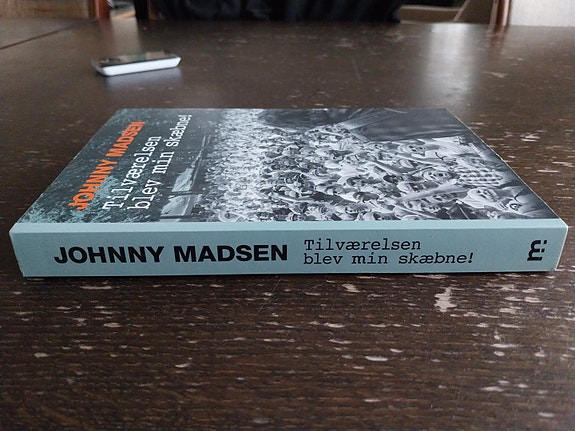 JOHNNY MADSEN
Tilværelsen
blev min skæbne!
JOHNNY MADSEN
Tilværelsen
blev min skæbne!